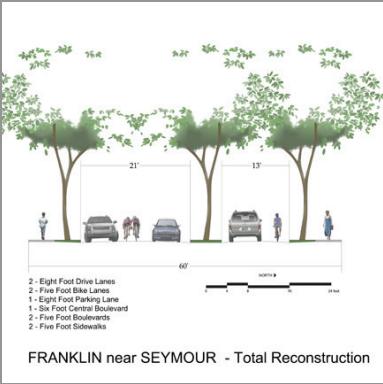 21'
13'
60'
2 - Eight Foot Drive Lanes
2 - Five Foot Bike Lanes
1 - Eight Foot Parking Lane
1 - Six Foot Central Boulevard
2 - Five Foot Boulevards
2 - Five Foot Sidewalks
NORTH
FRANKLIN near SEYMOUR - Total Reconstruction